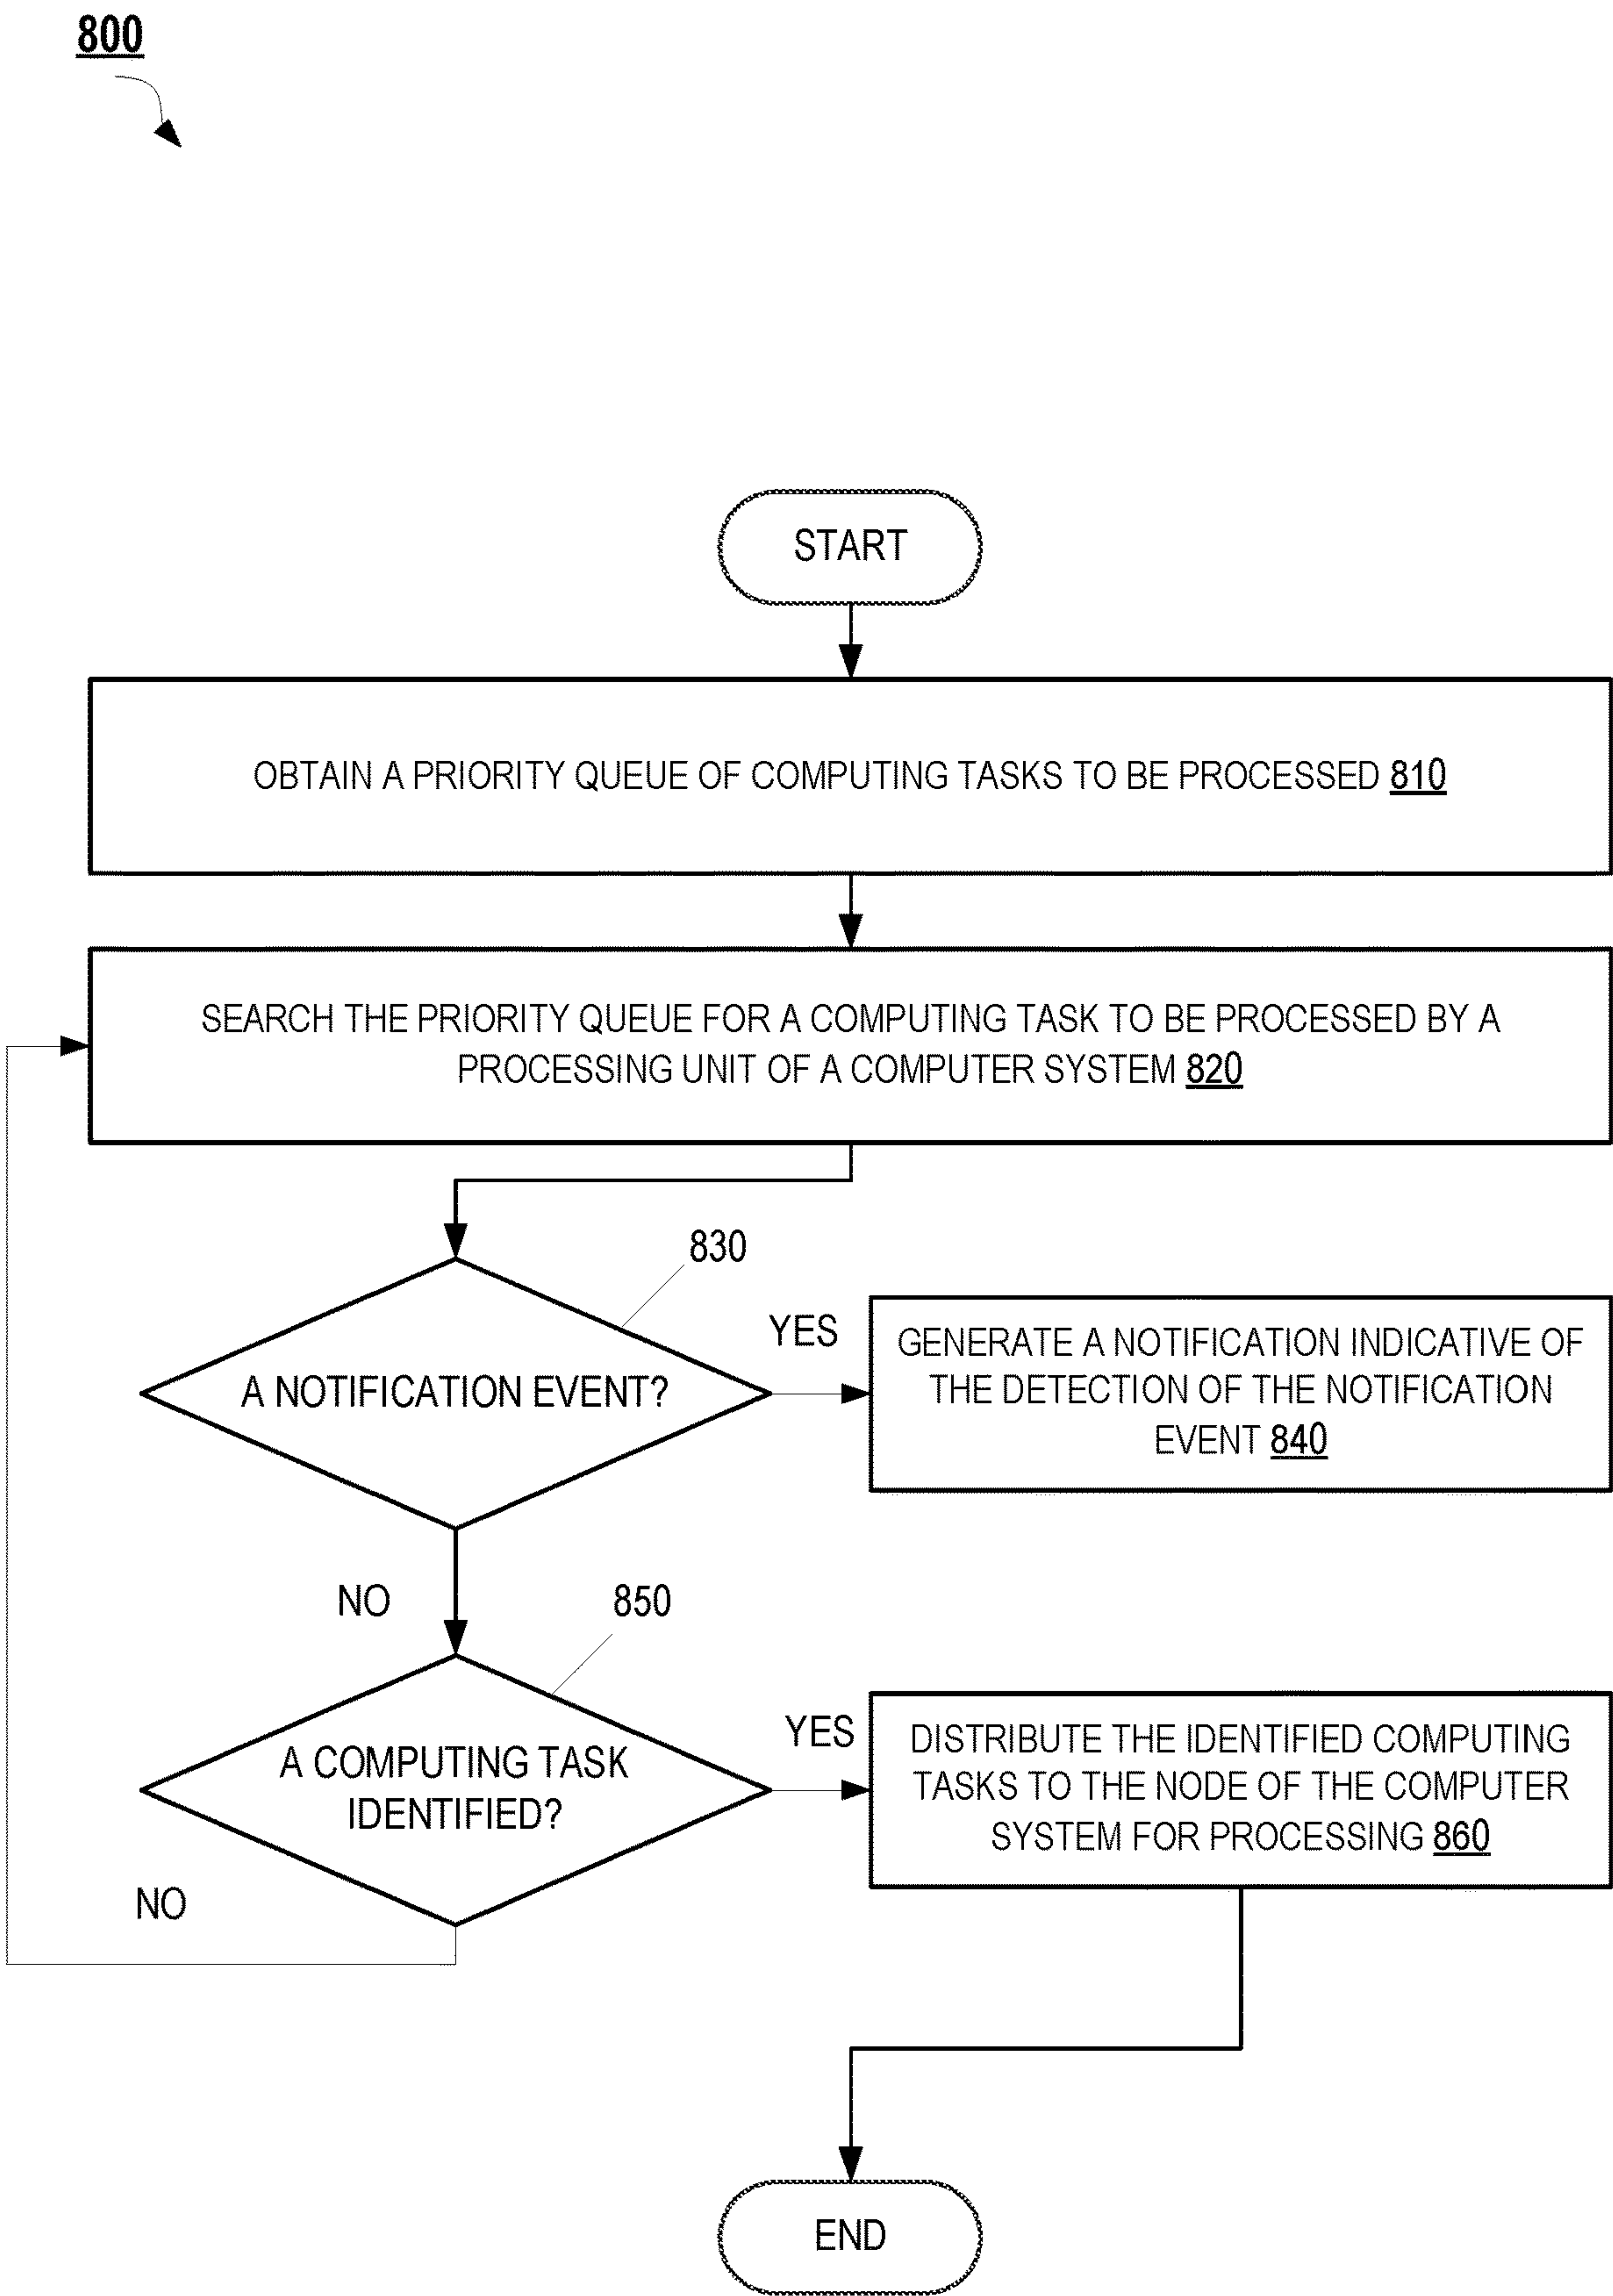 800
START
OBTAIN A PRIORITY QUEUE OF COMPUTING TASKS TO BE PROCESSED 810
SEARCH THE PRIORITY QUEUE FOR A COMPUTING TASK TO BE PROCESSED BY A
PROCESSING UNIT OF A COMPUTER SYSTEM 820
830
A NOTIFICATION EVENT?
YES
GENERATE A NOTIFICATION INDICATIVE OF
THE DETECTION OF THE NOTIFICATION
EVENT 840
NO
850
A COMPUTING TASK
IDENTIFIED?
YES
DISTRIBUTE THE IDENTIFIED COMPUTING
TASKS TO THE NODE OF THE COMPUTER
SYSTEM FOR PROCESSING 860
NO
END